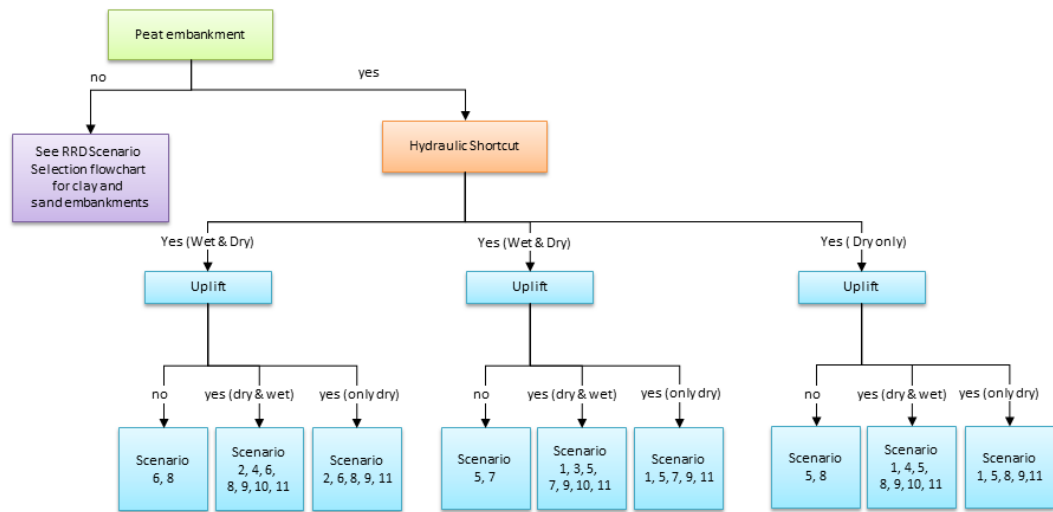 Peat embankment
no
yes
See RRD Scenario
Selection flowchart
for clay and
sand embankments
Hydraulic Shortcut
Yes (Wet & Dry)
Yes (Wet & Dry)
Yes ( Dry only)
Uplift
Uplift
Uplift
no
yes (dry & wet)
yes (only dry)
no
yes (dry & wet)
yes (only dry)
no
yes (dry & wet)
yes (only dry)
Scenario
6, 8
Scenario
2, 4, 6,
8, 9, 10, 11
Scenario
2, 6, 8, 9, 11
Scenario
5, 7
Scenario
1, 3, 5,
7, 9, 10, 11
Scenario
1, 5, 7, 9, 11
Scenario
5, 8
Scenario
1, 4, 5,
8, 9, 10, 11
Scenario
1, 5, 8, 9,11